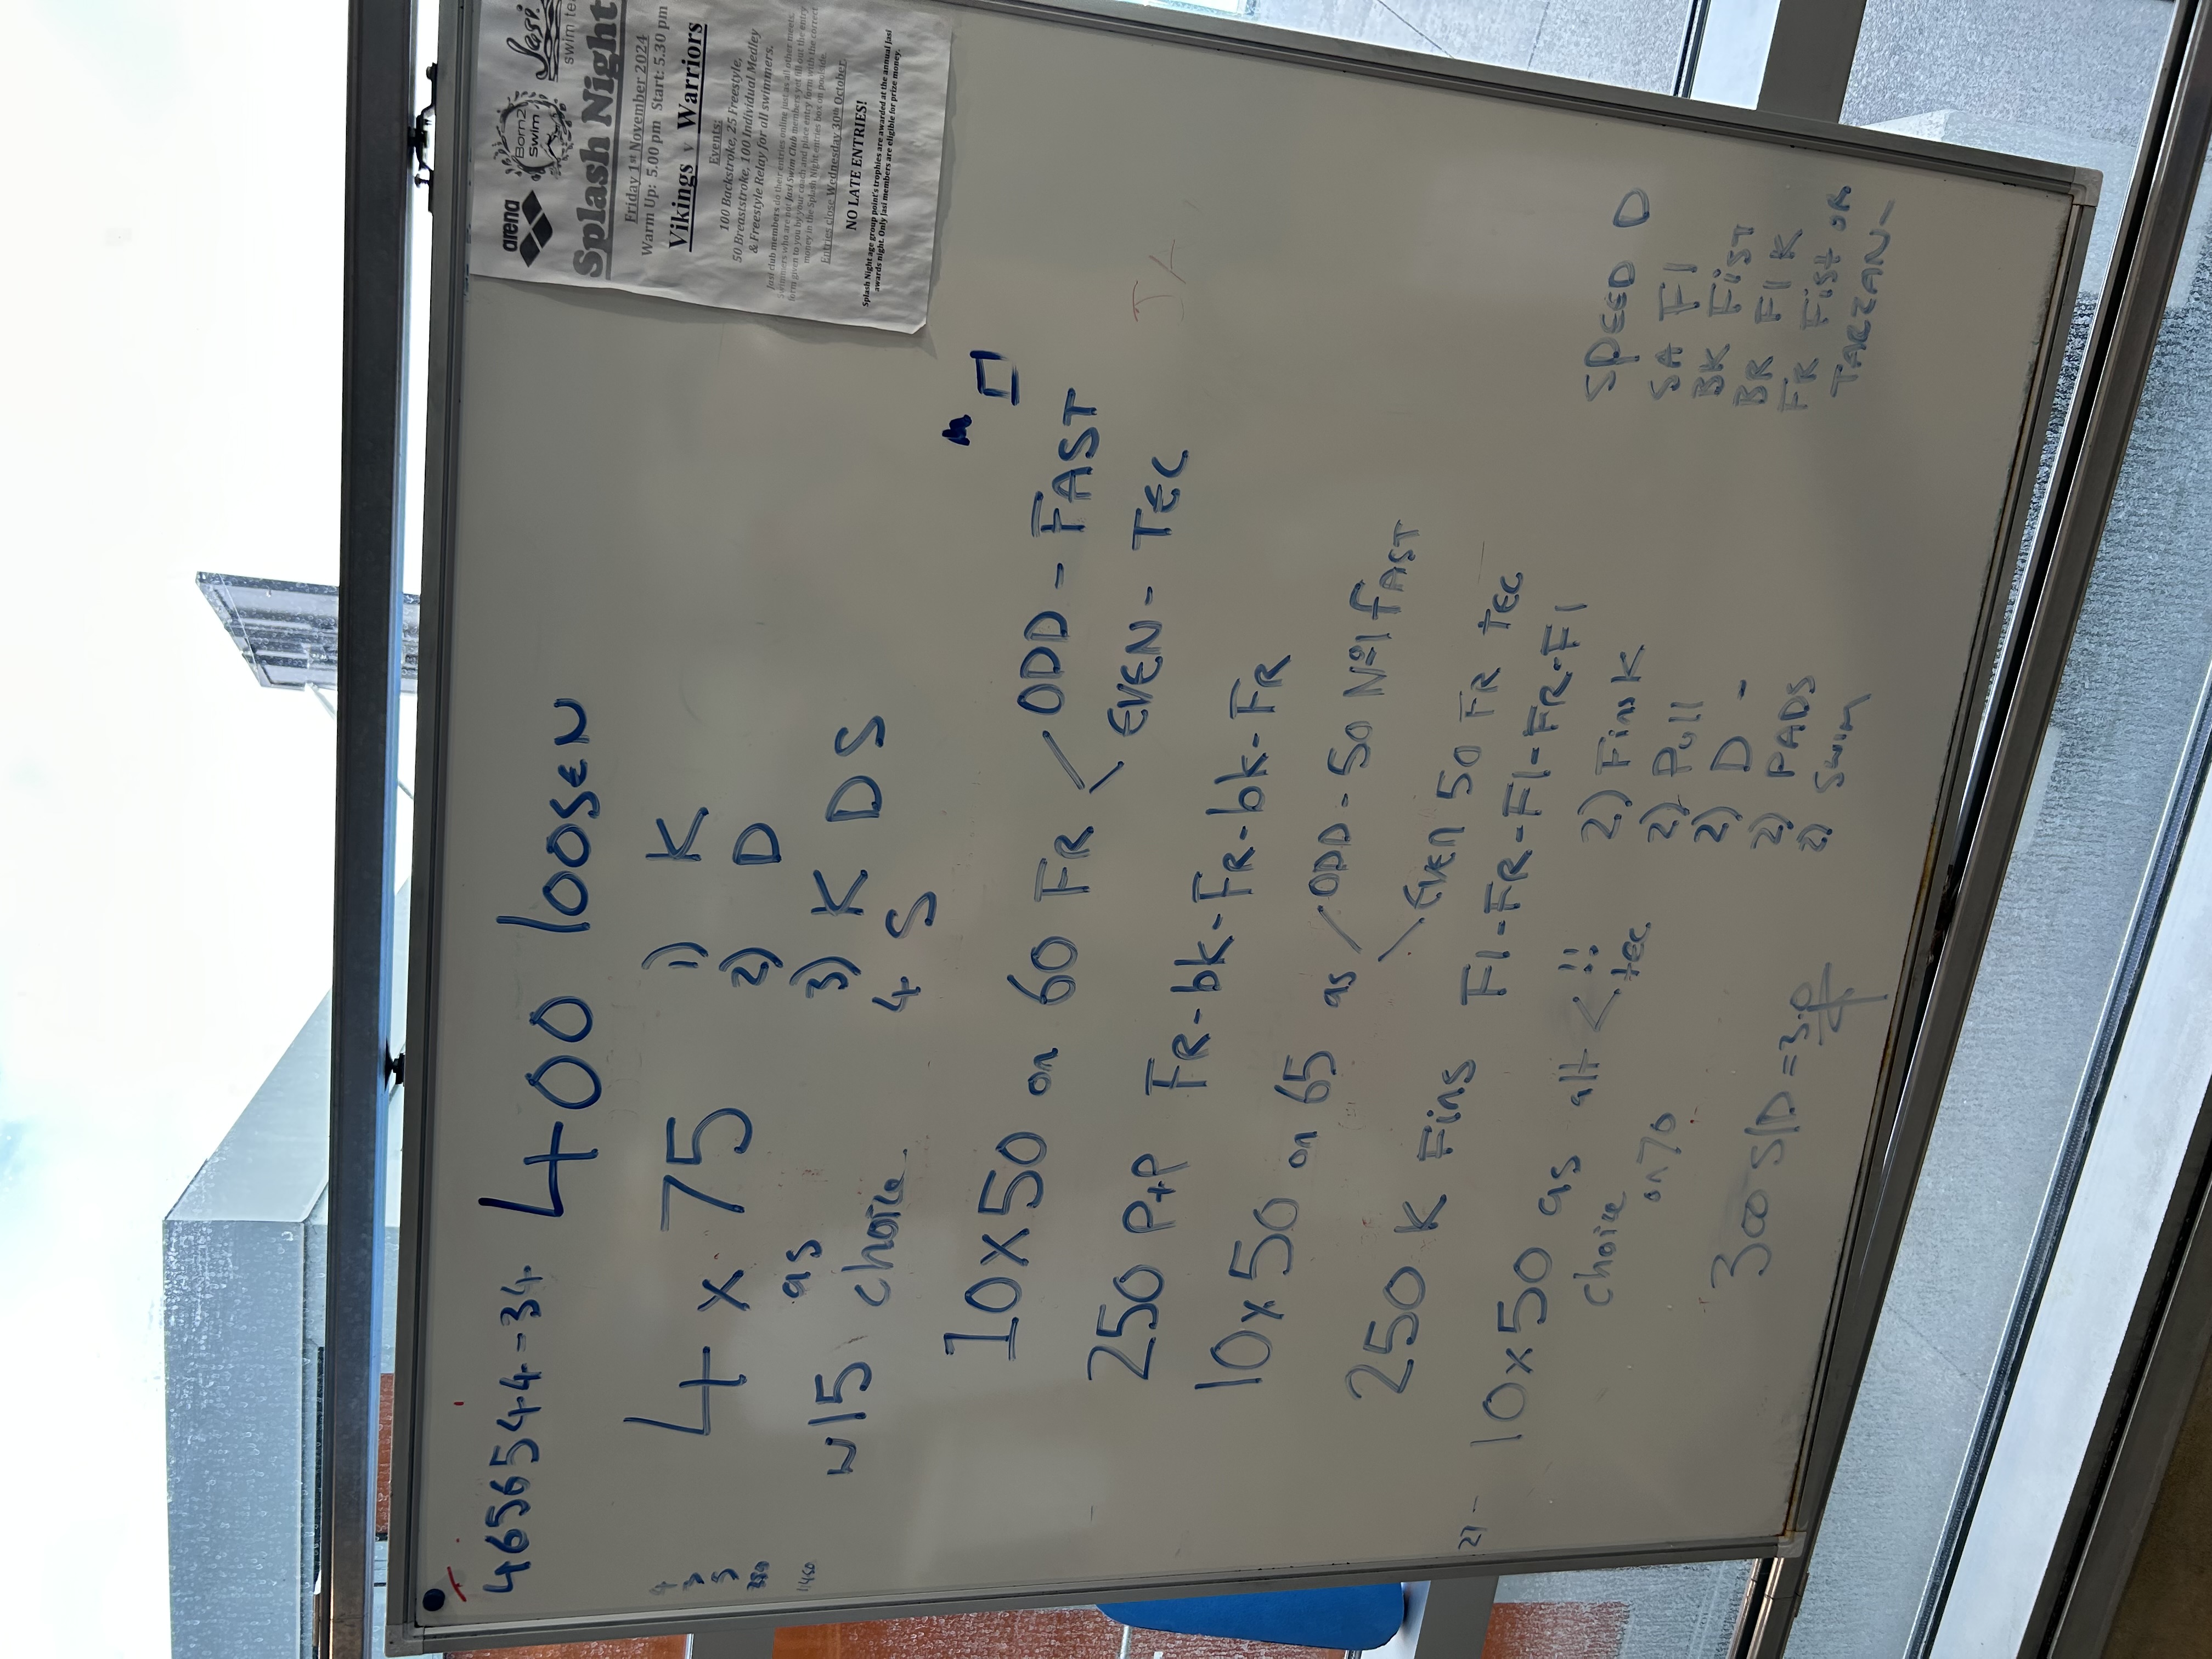 4656544-34
400 loosen
4 x 75
as
w15 choice
1) K
2) D
3) K D S
4 S
10x50 on 60 FR < ODD - FAST
EVEN - TEC
250 P+P FR-bk-FR-bk-FR
10x50 on 65 as ODD - 50 No1 fAST
EVEN 50 FR TEC
250 K Fins Fl-FR-Fl-FR-Fl
27 -
10x50 as alt < !!
tec
choice
on 70
2) Fins K
2) Pull
2) D -
2) PADS
2) Swim
300 S/D = 3.0
SPEED D
SA Fl
BK Fist
BR Fl K
FR Fist OR
TARZAN-
arena
Born2
Swim
Jasi
swim te
Splash Night
Friday 1st November 2024
Warm Up: 5.00 pm Start: 5.30 pm
Vikings v Warriors
Events:
100 Backstroke, 25 Freestyle,
50 Breaststroke, 100 Individual Medley
& Freestyle Relay for all swimmers.
Jasi club members do their entries online just as all other meets.
Swimmers who are not Jasi Swim Club members yet fill out the entry
form given to you by your coach and place entry form with the correct
money in the Splash Night entries box on poolside.
Entries close Wednesday 30th October.
NO LATE ENTRIES!
Splash Night age group point's trophies are awarded at the annual Jasi
awards night. Only Jasi members are eligible for prize money.